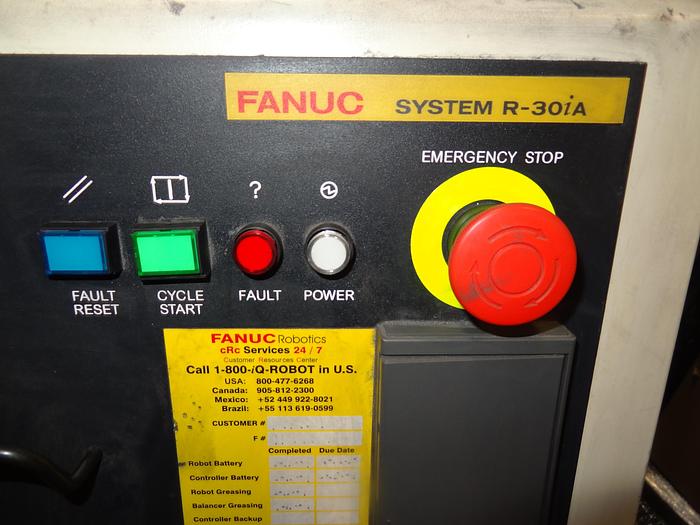 FANUC SYSTEM R-30iA
EMERGENCY STOP
?
FAULT RESET
CYCLE START
FAULT
POWER
FANUC Robotics
cRc Services 24 / 7
Customer Resources Center
Call 1-800-iQ-ROBOT in U.S.
USA: 800-477-6268
Canada: 905-812-2300
Mexico: +52 449 922-8021
Brazil: +55 113 619-0599
CUSTOMER #
F #
Completed Due Date
Robot Battery
Controller Battery
Robot Greasing
Balancer Greasing
Controller Backup